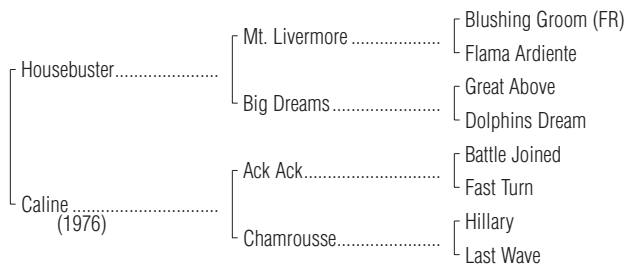 Blushing Groom (FR)
Mt. Livermore....................
Flama Ardiente
Housebuster.......................
Great Above
Big Dreams.......................
Dolphins Dream
Battle Joined
Ack Ack..............................
Fast Turn
Caline................................
(1976)
Hillary
Chamrousse......................
Last Wave